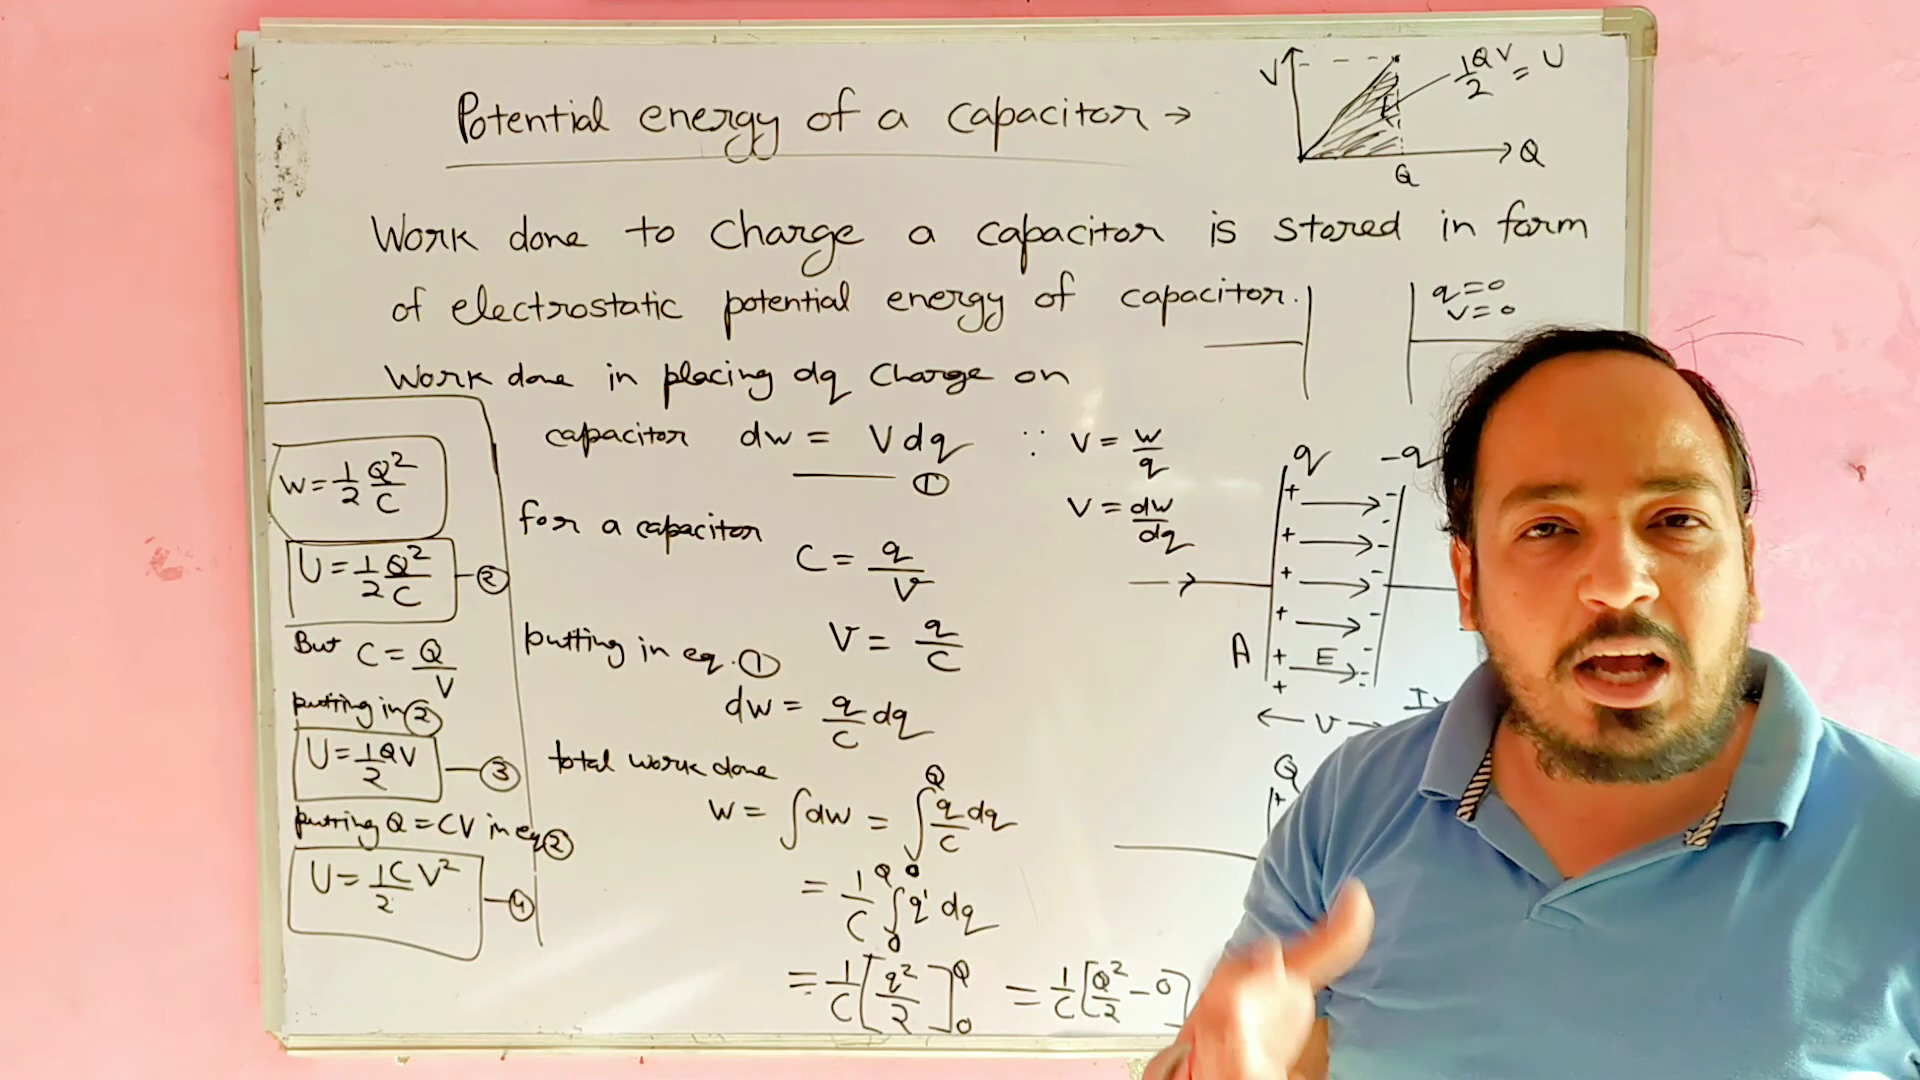 Potential energy of a capacitor →
V
1/2 QV = U
Q
Q
Work done to charge a capacitor is stored in form
of electrostatic potential energy of capacitor.
q=0
V=0
Work done in placing dq charge on
capacitor dw = Vdq ①
∵ V = w/q
V = dw/dq
for a capacitor
C = q/V
V = q/C
putting in eq. ①
dw = q/C dq
total work done
W = ∫dw = ∫₀^Q q/C dq
= 1/C ∫₀^Q q¹ dq
= 1/C [q²/2]₀^Q = 1/C [Q²/2 - 0]
W = 1/2 Q²/C
U = 1/2 Q²/C - ②
But C = Q/V
putting in ②
U = 1/2 QV - ③
putting Q = CV in eq ②
U = 1/2 CV² - ④
q -q
+ + + + + +
- - - - - - - - -
A
E
← V →
Q
+